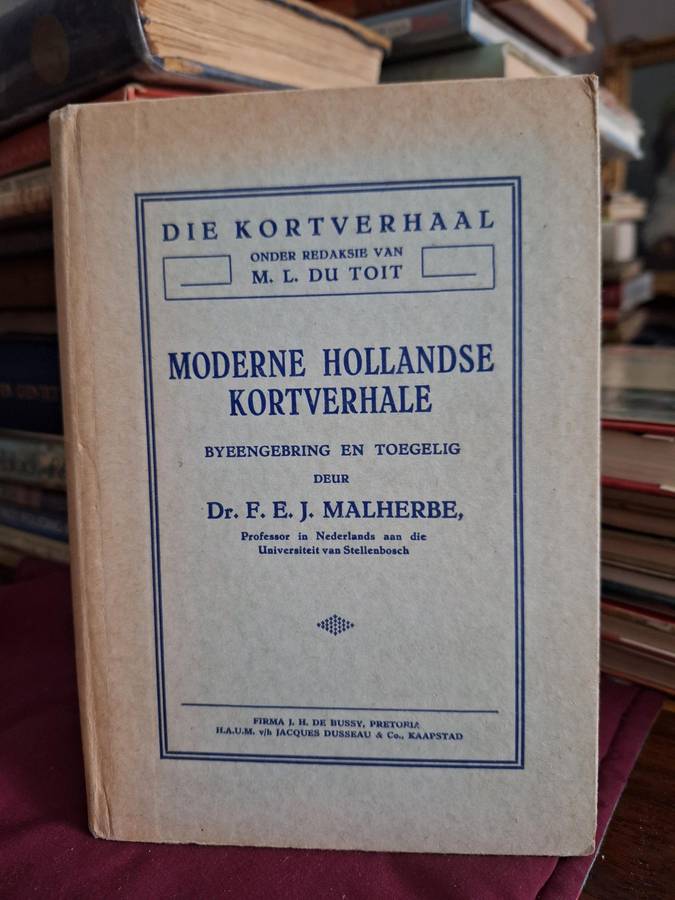 DIE KORTVERHAAL
ONDER REDAKSIE VAN
M. L. DU TOIT
MODERNE HOLLANDSE
KORTVERHALE
BYEENGEBRING EN TOEGELIG
DEUR
Dr. F. E. J. MALHERBE,
Professor in Nederlands aan die
Universiteit van Stellenbosch
FIRMA J. H. DE BUSSY, PRETORIA
H.A.U.M. v/h JACQUES DUSSEAU & Co., KAAPSTAD